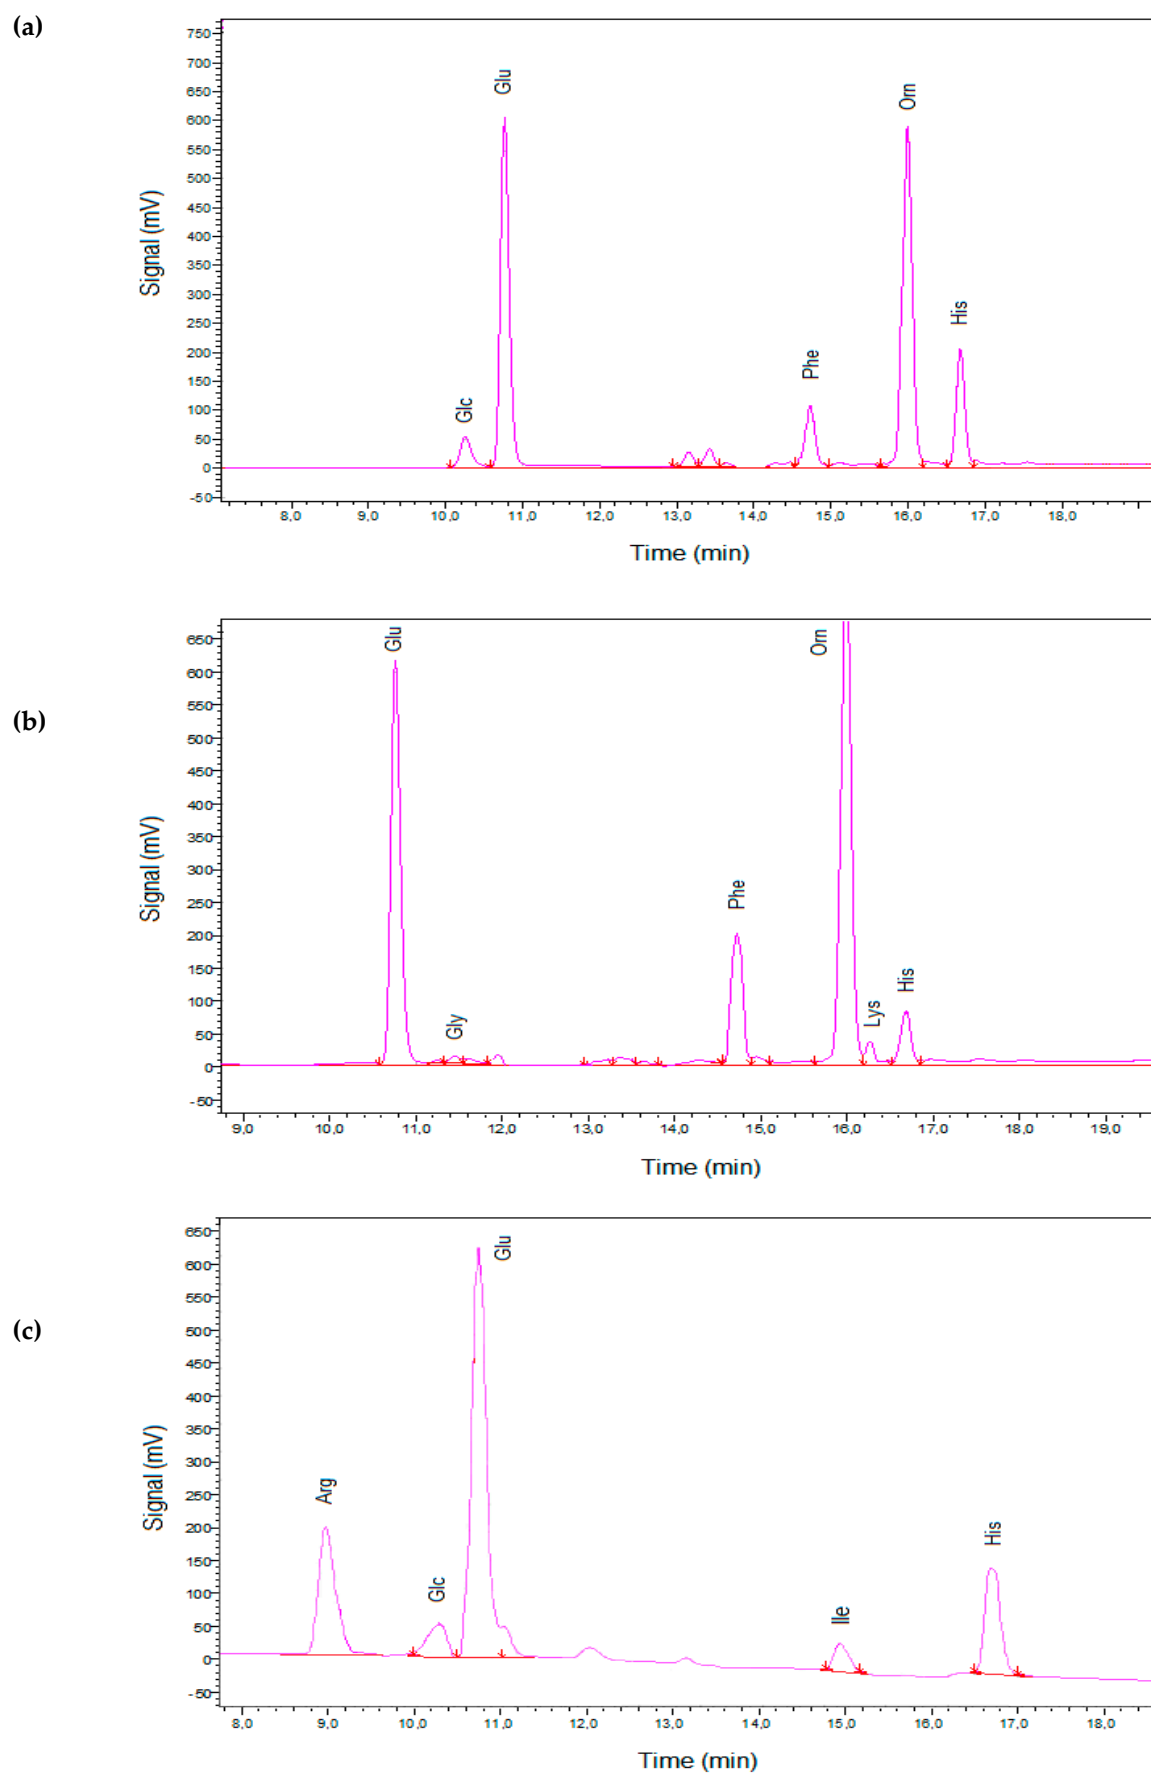 (a)
750
700
650
600
550
500
450
400
350
300
250
200
150
100
50
0
-50
Signal (mV)
Glc
Glu
Phe
Orn
His
8,0 9,0 10,0 11,0 12,0 13,0 14,0 15,0 16,0 17,0 18,0
Time (min)
(b)
650
600
550
500
450
400
350
300
250
200
150
100
50
0
-50
Signal (mV)
Glu
Gly
Phe
Orn
Lys
His
9,0 10,0 11,0 12,0 13,0 14,0 15,0 16,0 17,0 18,0 19,0
Time (min)
(c)
650
600
550
500
450
400
350
300
250
200
150
100
50
0
-50
Signal (mV)
Arg
Glc
Glu
Ile
His
8,0 9,0 10,0 11,0 12,0 13,0 14,0 15,0 16,0 17,0 18,0
Time (min)